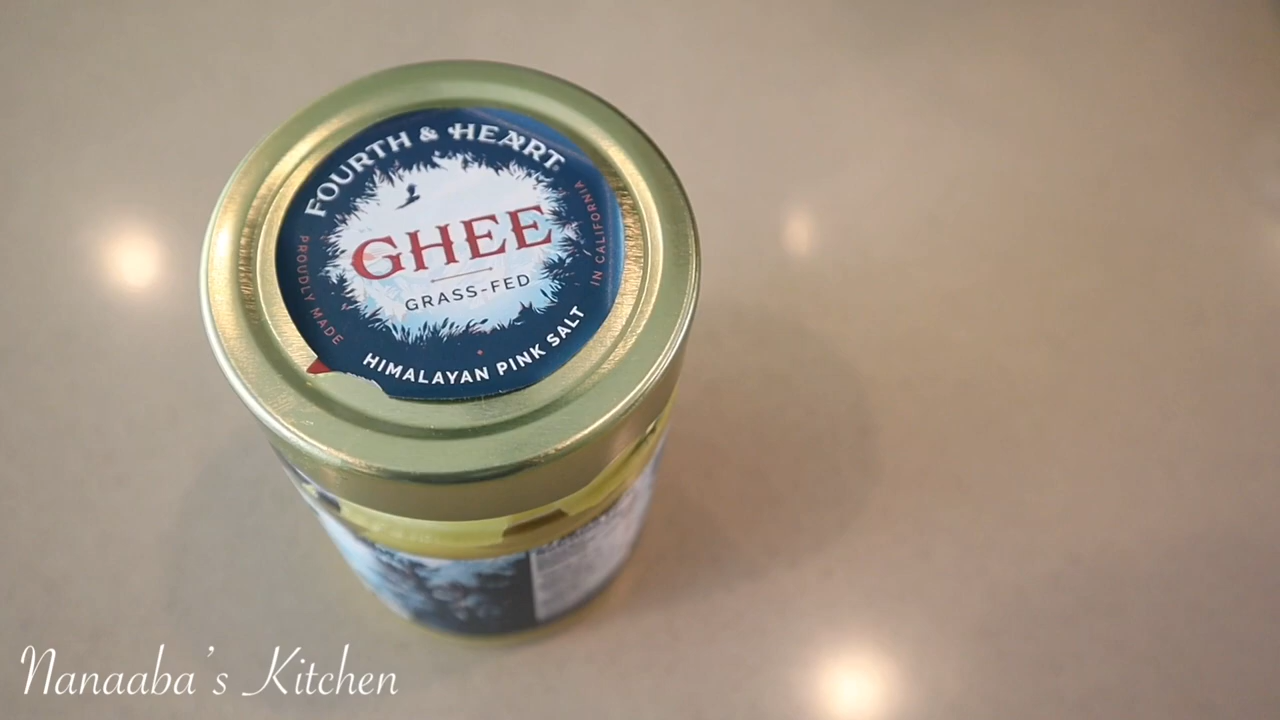 FOURTH & HEART
GHEE
GRASS-FED
PROUDLY MADE
IN CALIFORNIA
HIMALAYAN PINK SALT
Nanaaba's Kitchen